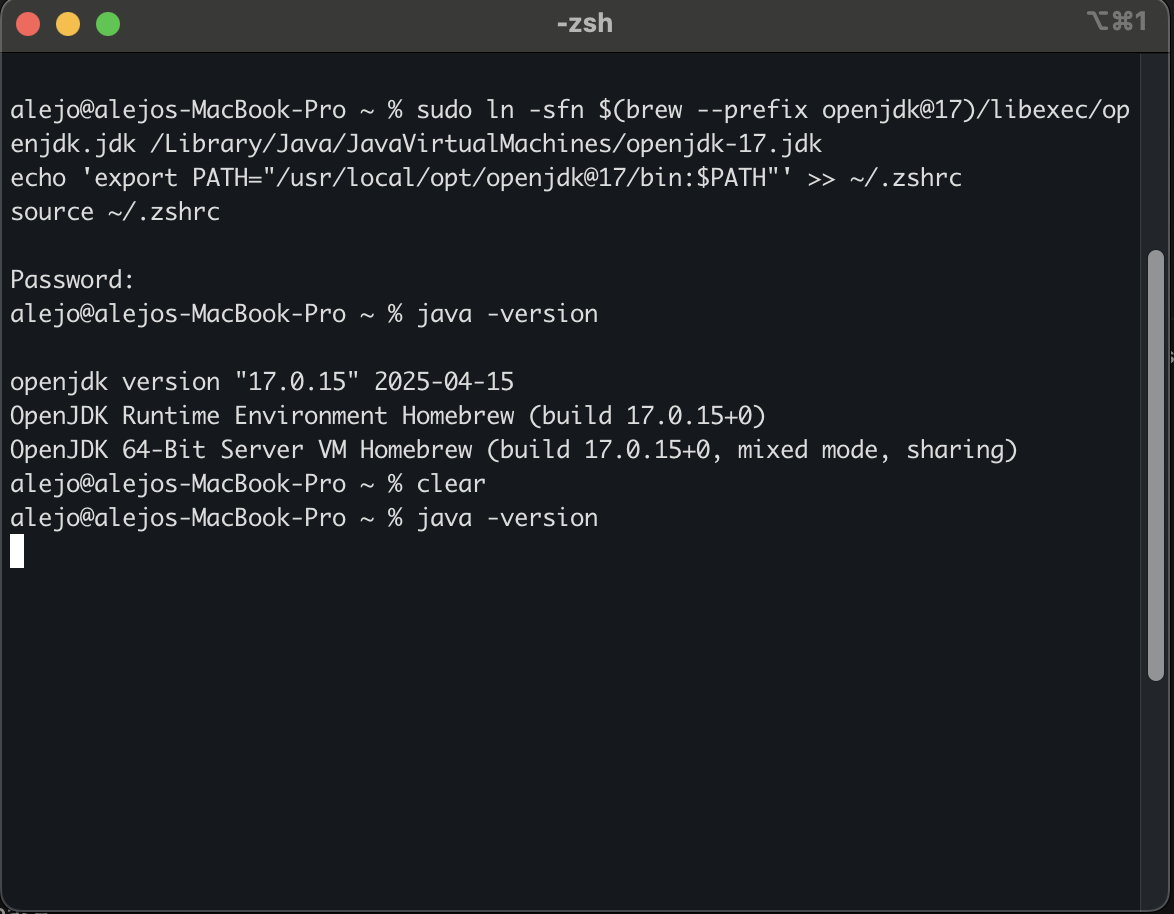 -zsh
⌥⌘1
alejo@alejos-MacBook-Pro ~ % sudo ln -sfn $(brew --prefix openjdk@17)/libexec/op
enjdk.jdk /Library/Java/JavaVirtualMachines/openjdk-17.jdk
echo 'export PATH="/usr/local/opt/openjdk@17/bin:$PATH"' >> ~/.zshrc
source ~/.zshrc
Password:
alejo@alejos-MacBook-Pro ~ % java -version
openjdk version "17.0.15" 2025-04-15
OpenJDK Runtime Environment Homebrew (build 17.0.15+0)
OpenJDK 64-Bit Server VM Homebrew (build 17.0.15+0, mixed mode, sharing)
alejo@alejos-MacBook-Pro ~ % clear
alejo@alejos-MacBook-Pro ~ % java -version